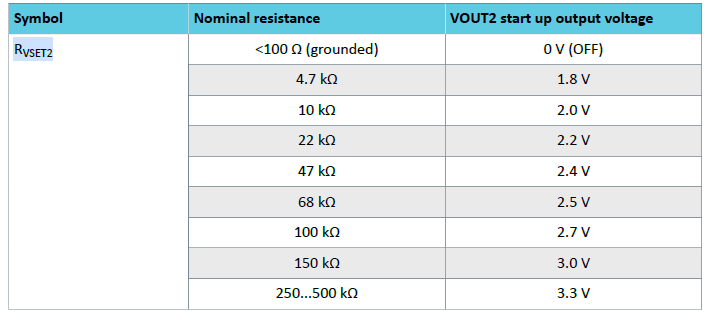 Symbol Nominal resistance VOUT2 start up output voltage
RVSET2 <100 Ω (grounded) 0 V (OFF)
4.7 kΩ 1.8 V
10 kΩ 2.0 V
22 kΩ 2.2 V
47 kΩ 2.4 V
68 kΩ 2.5 V
100 kΩ 2.7 V
150 kΩ 3.0 V
250...500 kΩ 3.3 V